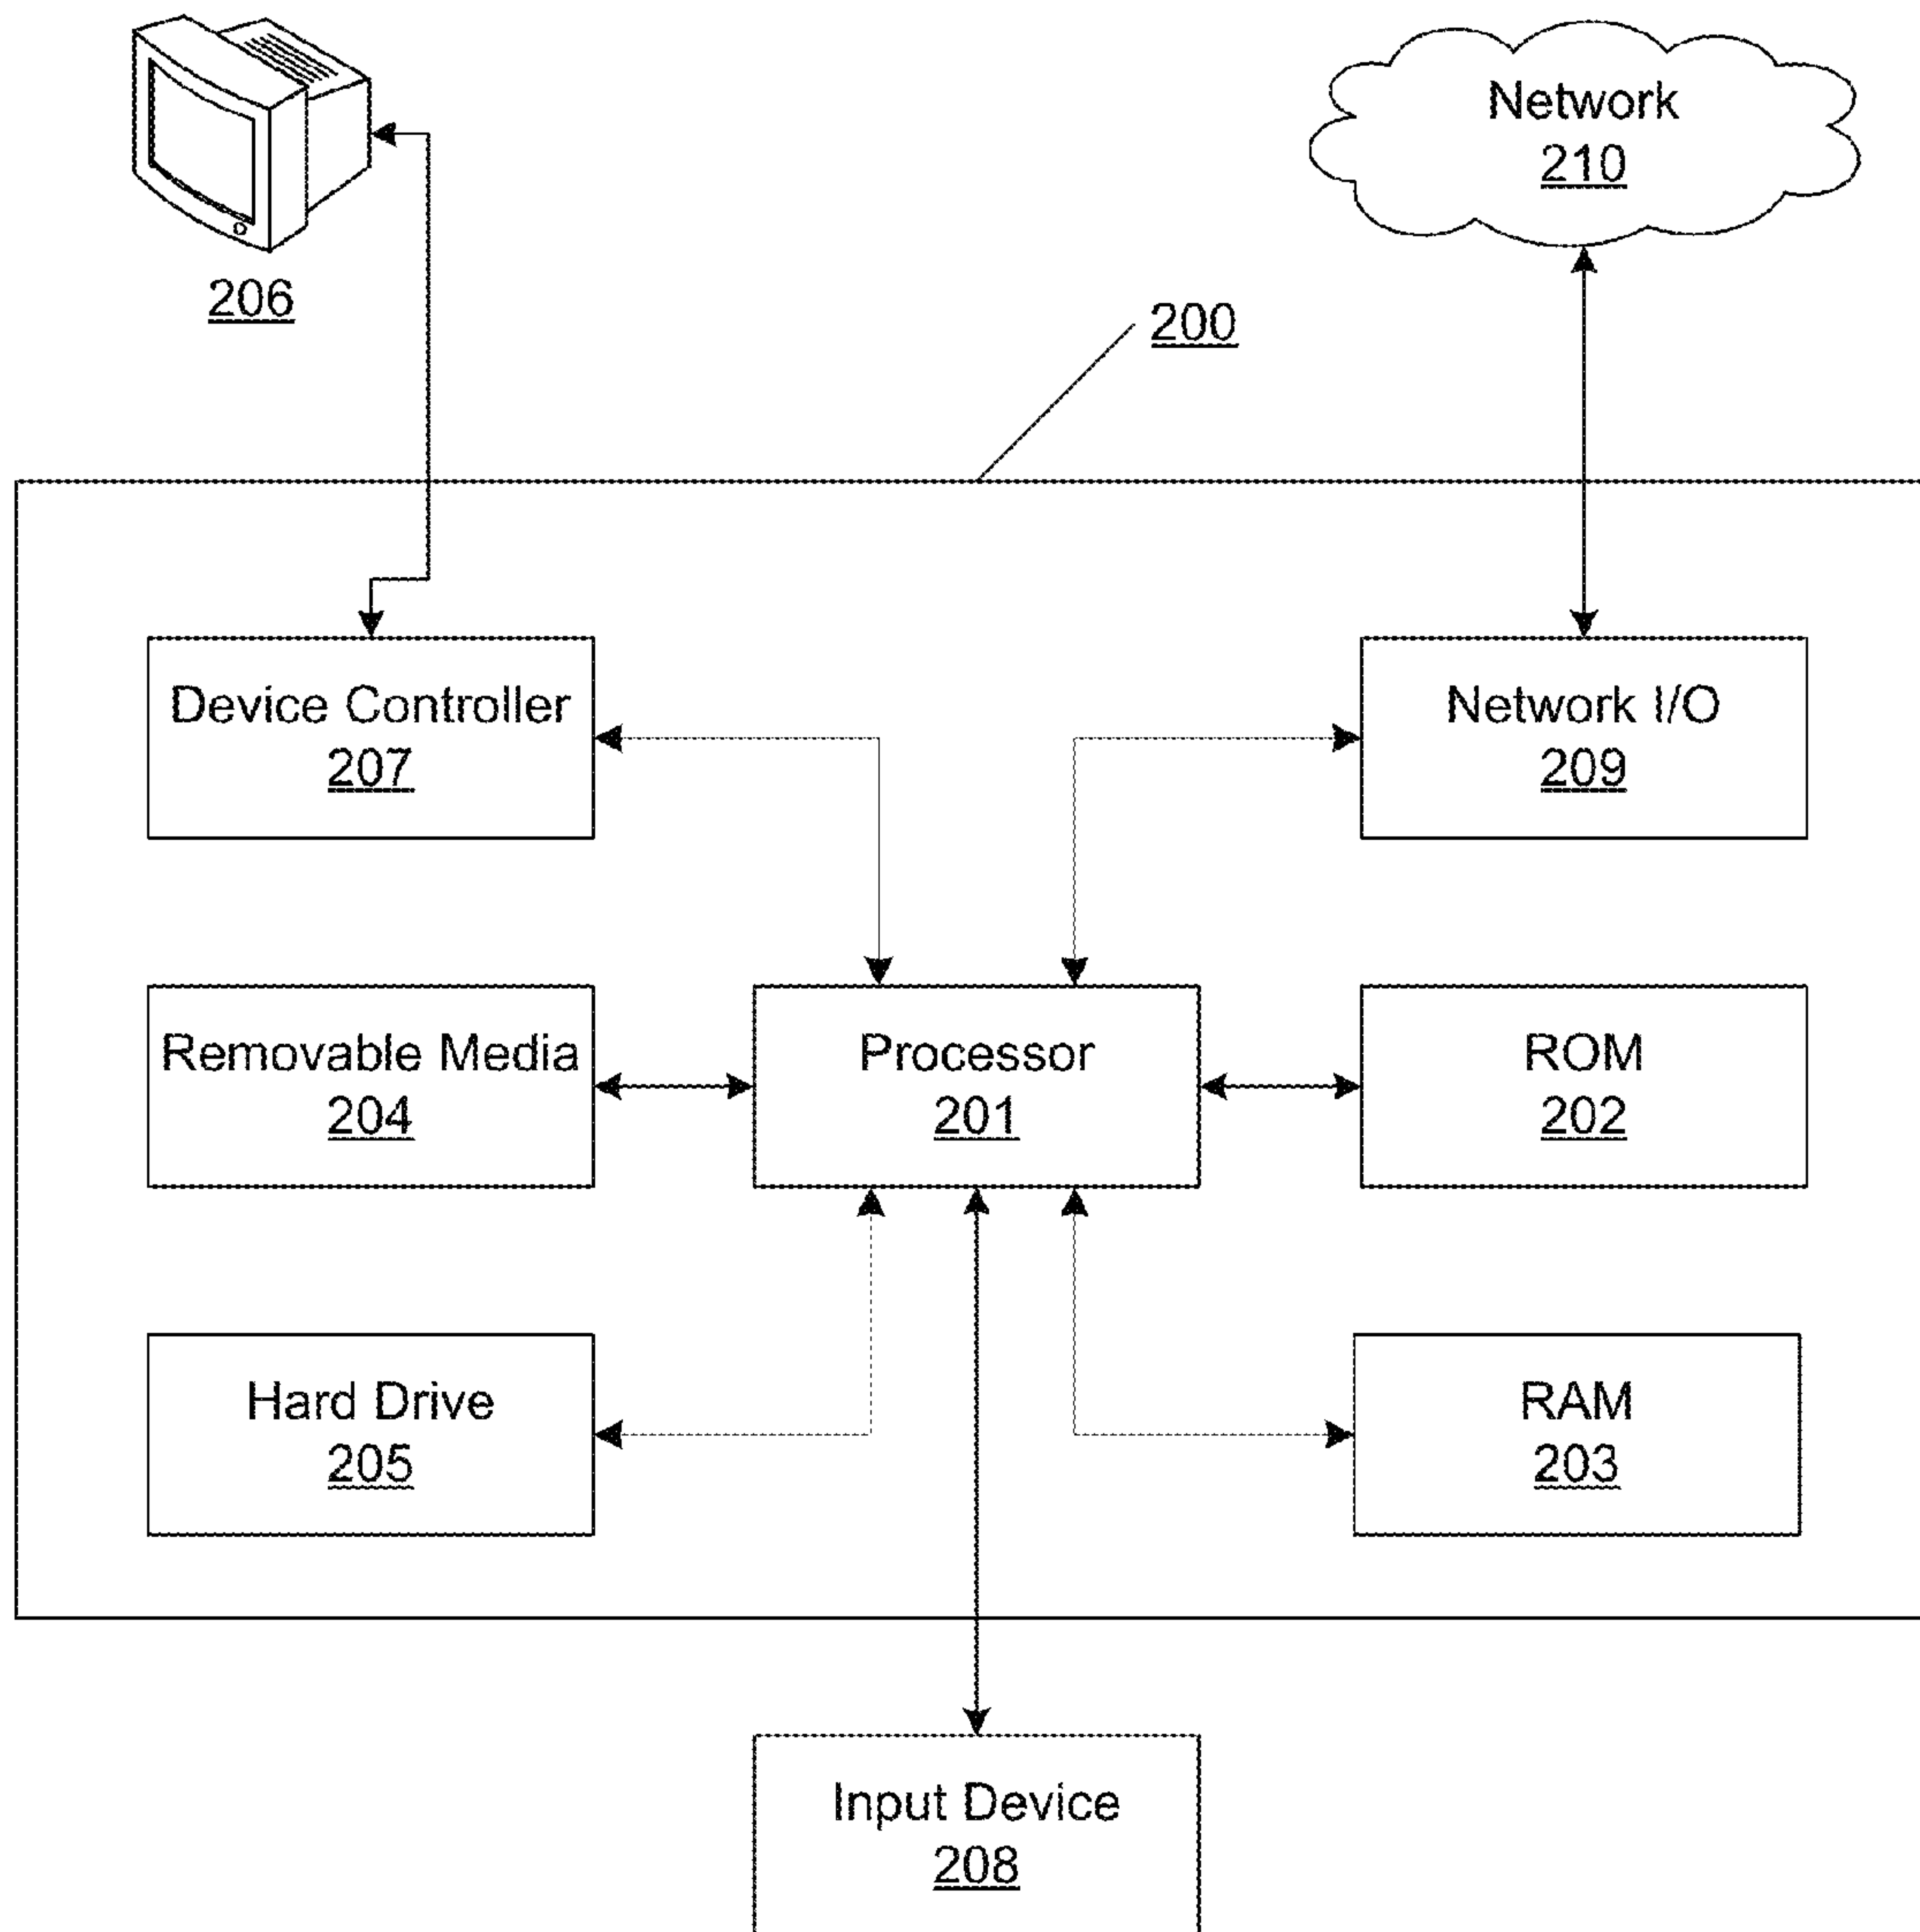 Network
210
206
200
Device Controller
207
Network I/O
209
Removable Media
204
Processor
201
ROM
202
Hard Drive
205
RAM
203
Input Device
208